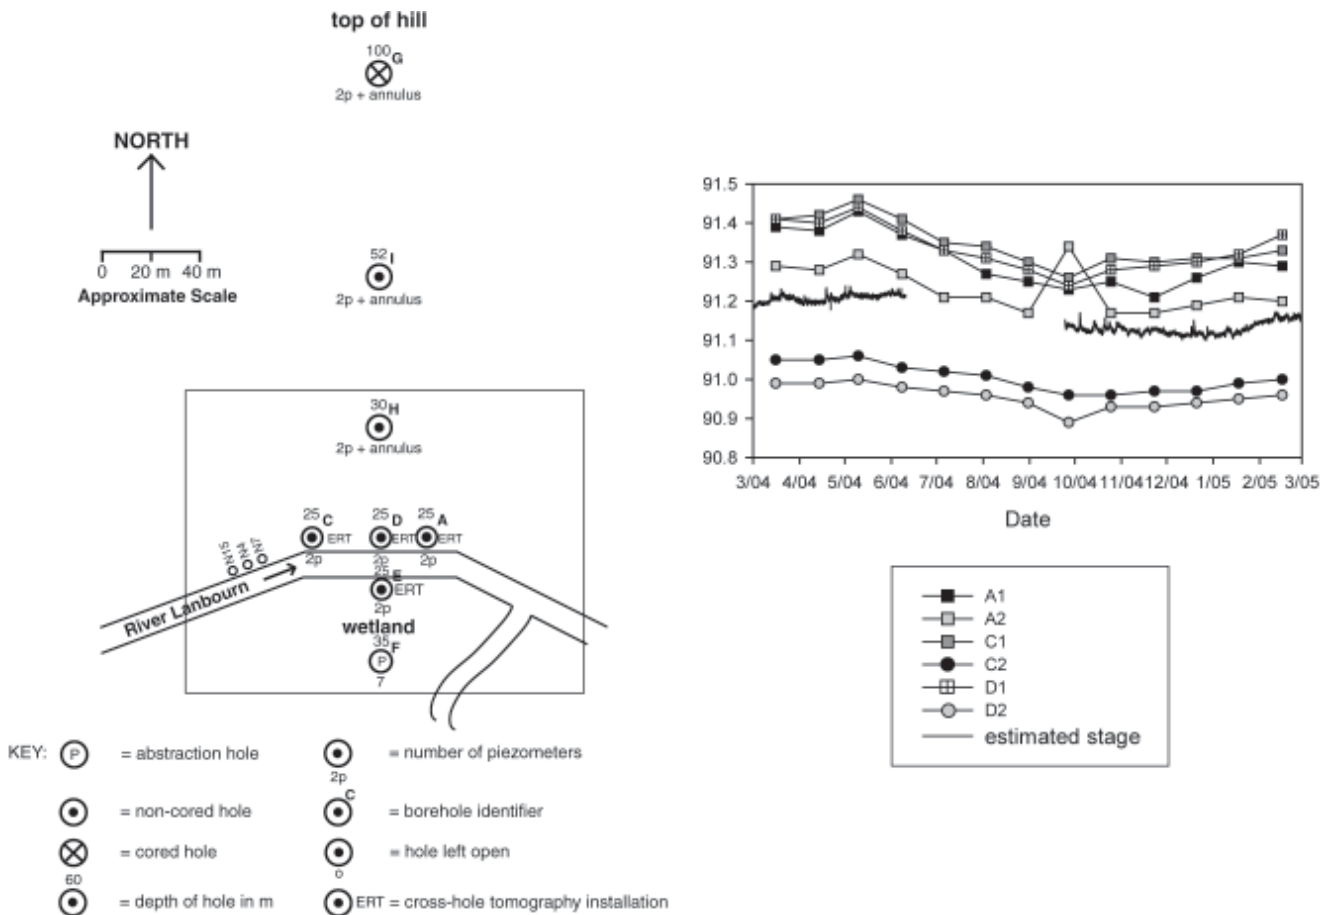 top of hill
100 G
2p + annulus
NORTH
0 20 m 40 m
Approximate Scale
52 I
2p + annulus
30 H
2p + annulus
25 C ERT
2p
25 D ERT
25 A ERT
2p
ON15
ON4
ON7
River Lanbourn
E
ERT
2p
wetland
35 F
P
7
KEY:
P = abstraction hole
= number of piezometers
2p
= non-cored hole
C = borehole identifier
= cored hole
= hole left open
o
60
= depth of hole in m
ERT = cross-hole tomography installation
91.5
91.4
91.3
91.2
91.1
91.0
90.9
90.8
3/04 4/04 5/04 6/04 7/04 8/04 9/04 10/04 11/04 12/04 1/05 2/05 3/05
Date
A1
A2
C1
C2
D1
D2
estimated stage